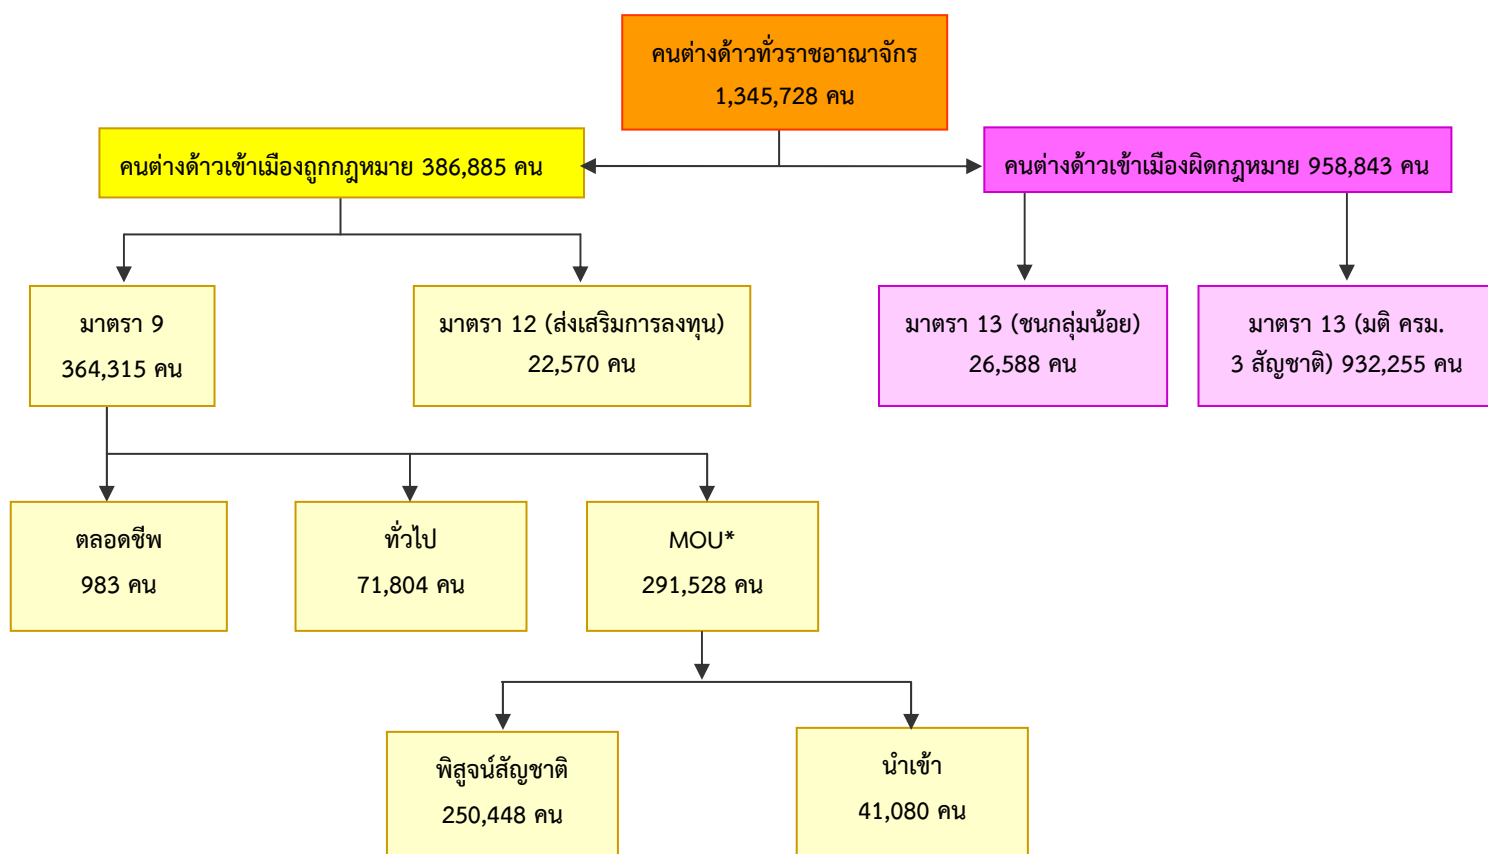 คนต่างด้าวทั่วราชอาณาจักร
1,345,728 คน
คนต่างด้าวเข้าเมืองถูกกฎหมาย 386,885 คน
คนต่างด้าวเข้าเมืองผิดกฎหมาย 958,843 คน
มาตรา 9
364,315 คน
มาตรา 12 (ส่งเสริมการลงทุน)
22,570 คน
มาตรา 13 (ชนกลุ่มน้อย)
26,588 คน
มาตรา 13 (มติ ครม.
3 สัญชาติ) 932,255 คน
ตลอดชีพ
983 คน
ทั่วไป
71,804 คน
MOU*
291,528 คน
พิสูจน์สัญชาติ
250,448 คน
นำเข้า
41,080 คน